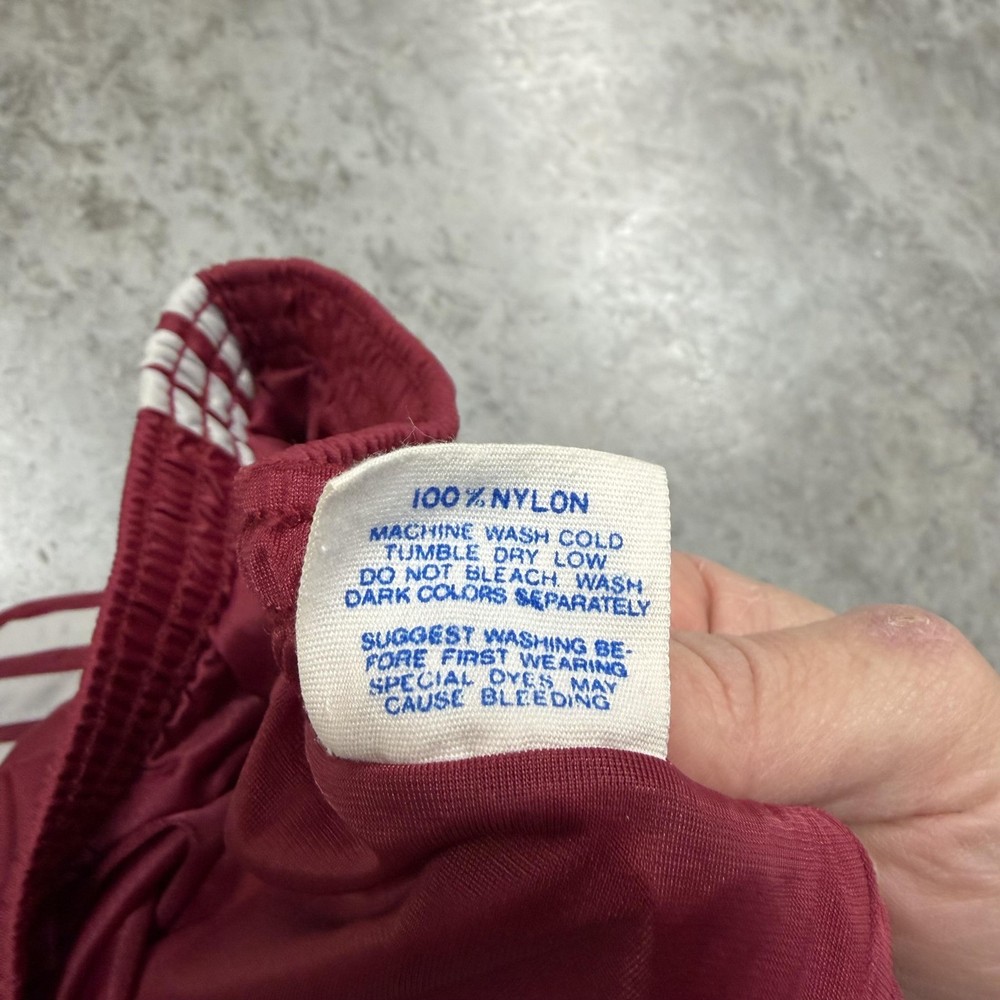 100% NYLON
MACHINE WASH COLD
TUMBLE DRY LOW
DO NOT BLEACH, WASH
DARK COLORS SEPARATELY
SUGGEST WASHING BE-
FORE FIRST WEARING
SPECIAL DYES MAY
CAUSE BLEEDING